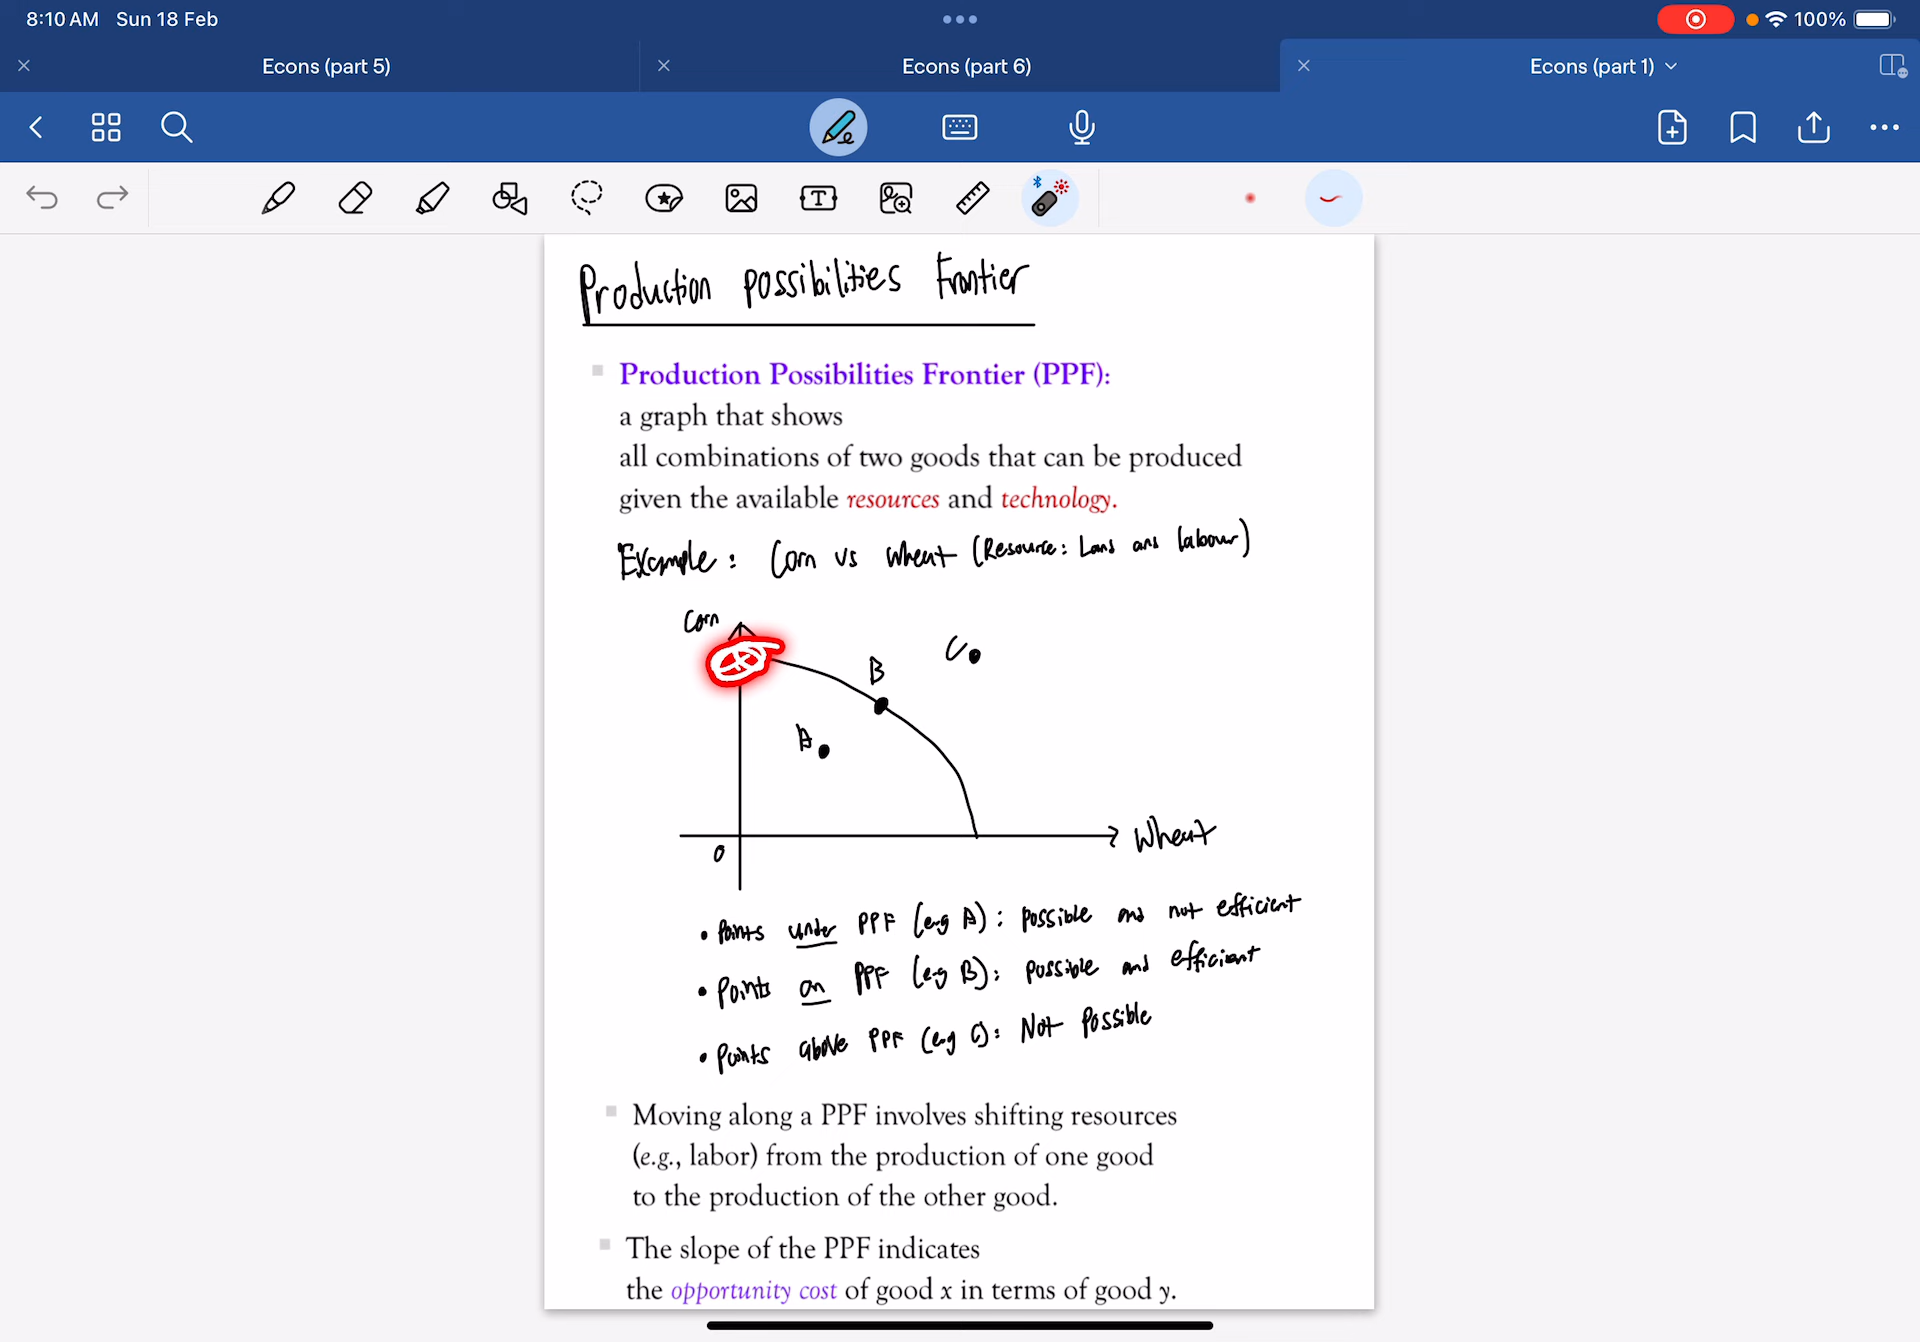 8:10 AM Sun 18 Feb
100%
Econs (part 5)
Econs (part 6)
Econs (part 1)
Production possibilities Frontier
Production Possibilities Frontier (PPF):
a graph that shows
all combinations of two goods that can be produced
given the available resources and technology.
Example: Corn vs Wheat (Resource: Land and labour)
Corn
C
B
A
Wheat
0
• Points under PPF (e.g A): possible and not efficient
• Points on PPF (e.g B): possible and efficient
• Points above PPF (e.g C): Not Possible
Moving along a PPF involves shifting resources
(e.g., labor) from the production of one good
to the production of the other good.
The slope of the PPF indicates
the opportunity cost of good x in terms of good y.